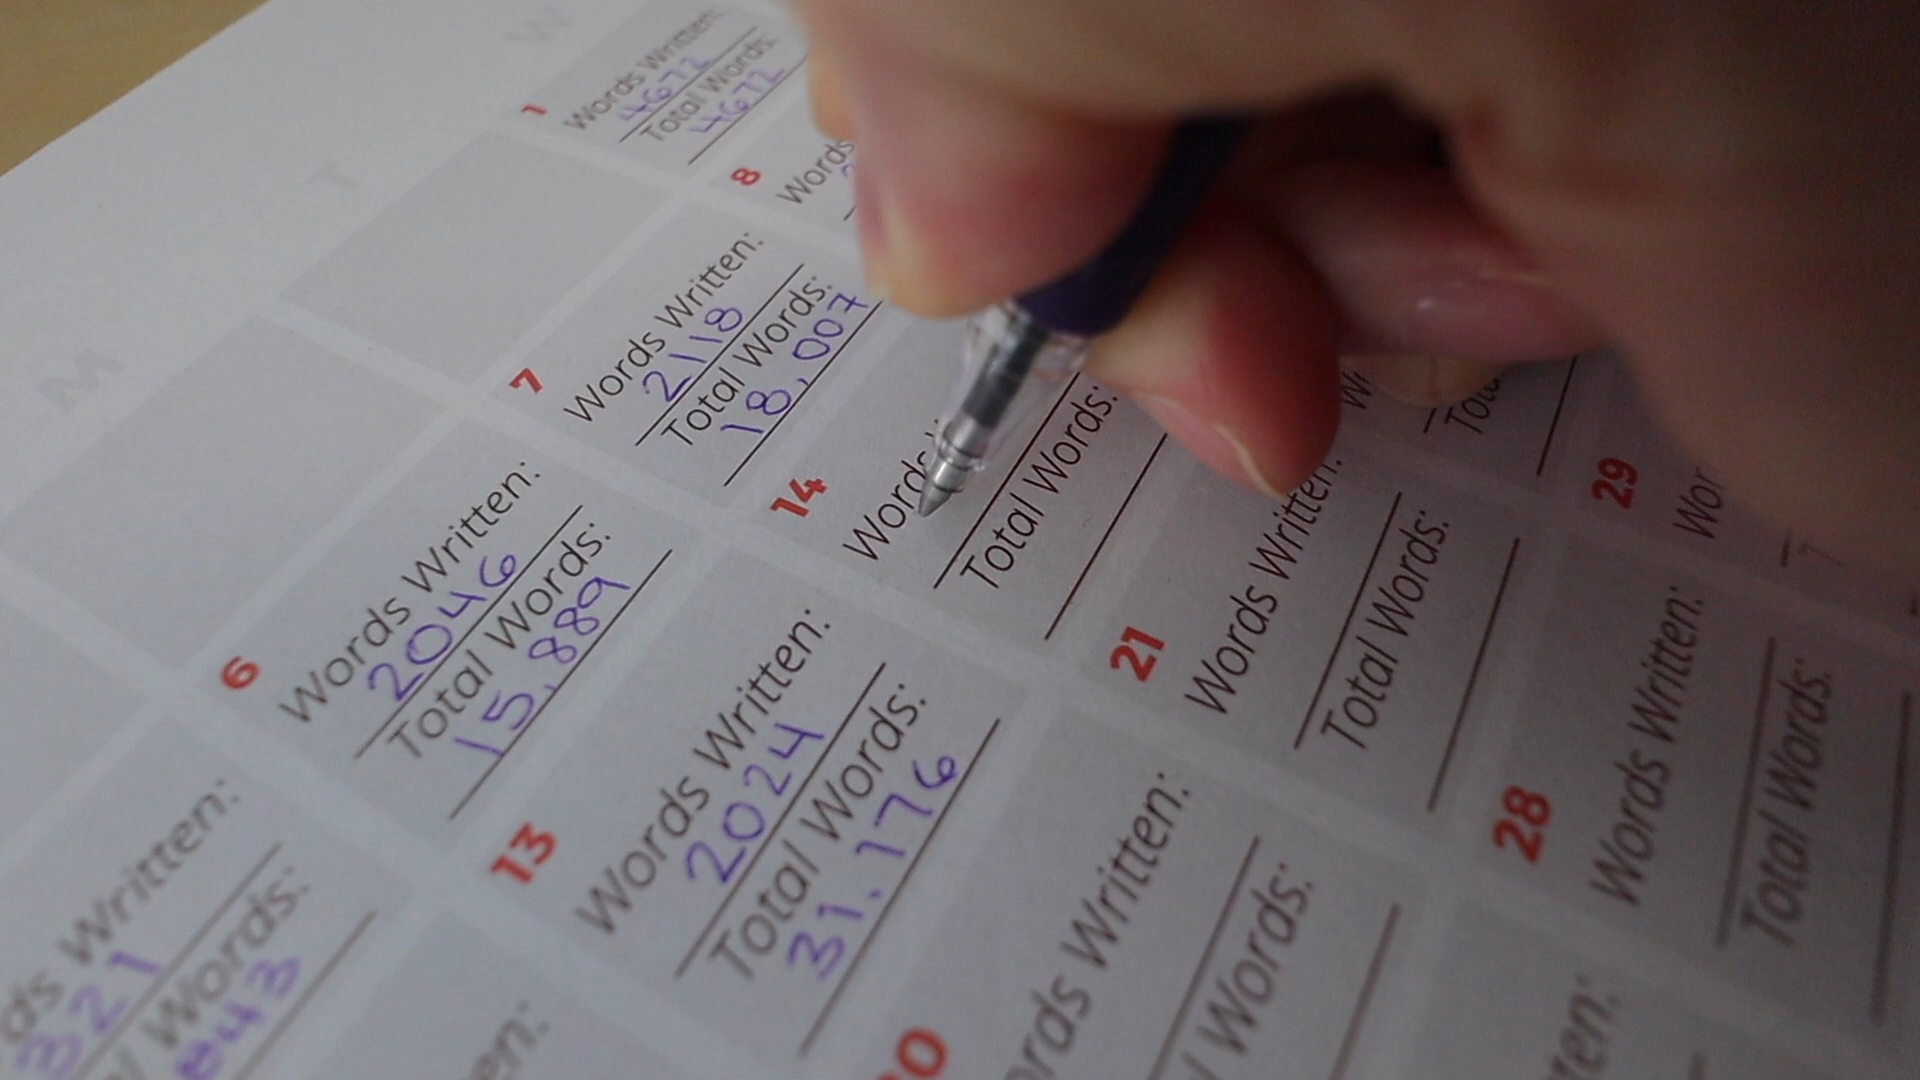 M
T
W
1
Words Written:
4672
Total Words:
4672
6
Words Written:
2046
Total Words:
15,889
7
Words Written:
2118
Total Words:
18,007
8
Words
13
Words Written:
2024
Total Words:
31,176
14
Total Words:
Total Words:
21
Words Written:
Total Words:
28
Words Written:
Total Words:
29
Written:
321
Words:
Written:
Words: